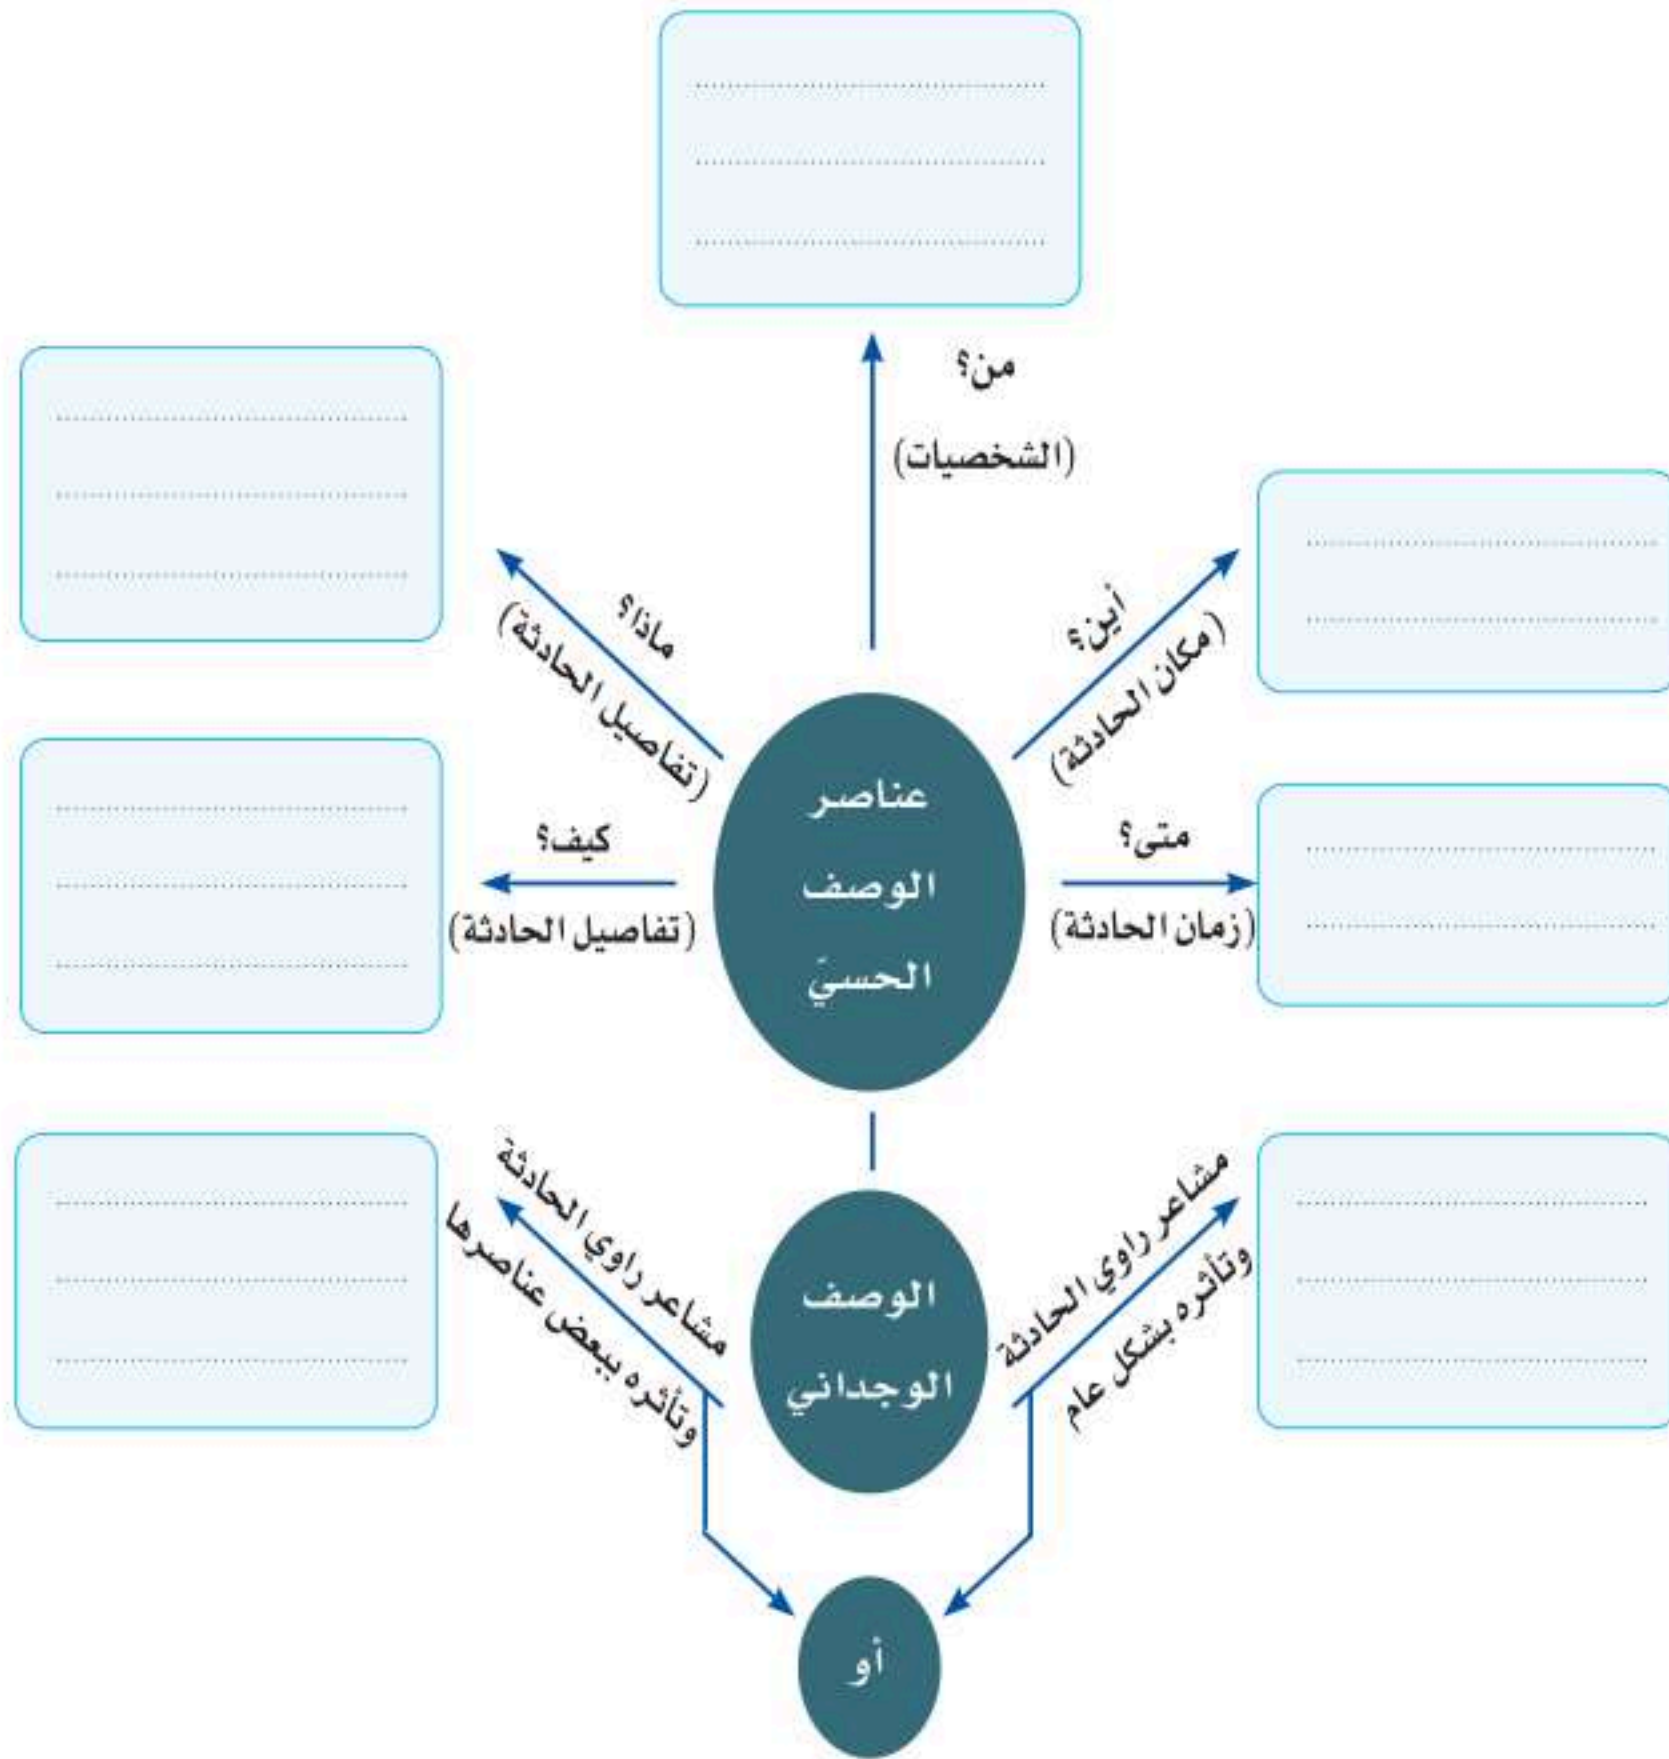 من؟
(الشخصيات)
أين؟
(مكان الحادثة)
ماذا؟
(تفاصيل الحادثة)
عناصر
الوصف
الحسيّ
متى؟
(زمان الحادثة)
كيف؟
(تفاصيل الحادثة)
مشاعر راوي الحادثة
وتأثره بشكل عام
الوصف
الوجداني
مشاعر راوي الحادثة
وتأثره ببعض عناصرها
أو